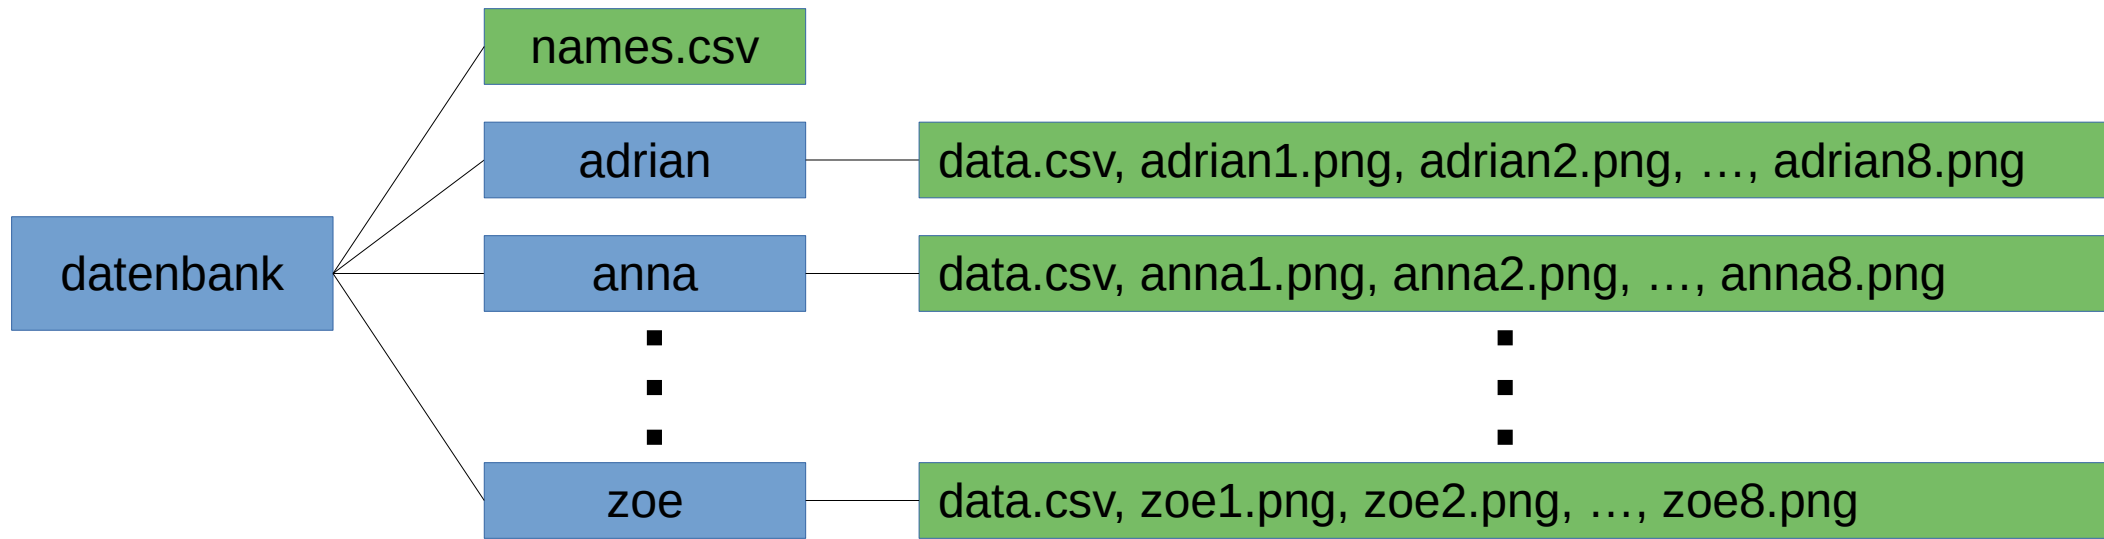 names.csv
adrian
data.csv, adrian1.png, adrian2.png, …, adrian8.png
datenbank
anna
data.csv, anna1.png, anna2.png, …, anna8.png
zoe
data.csv, zoe1.png, zoe2.png, …, zoe8.png